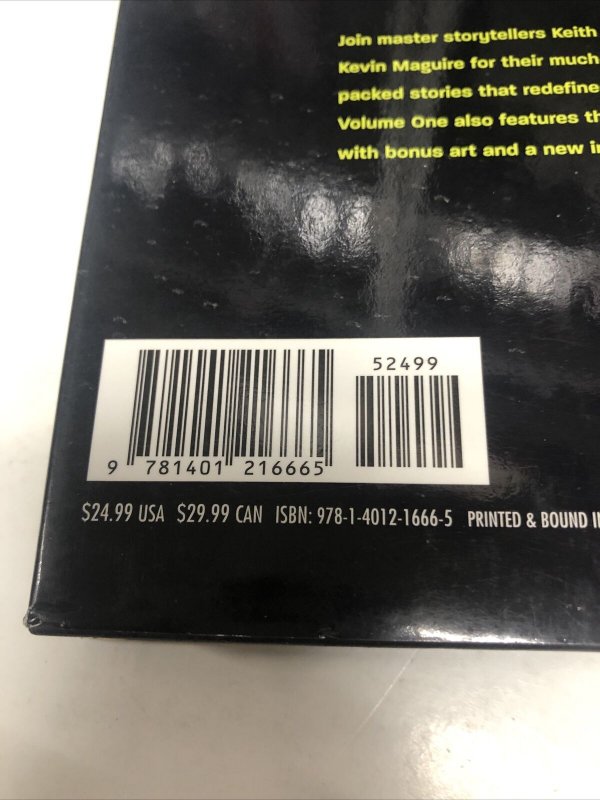 Join master storytellers Keith
Kevin Maguire for their much
packed stories that redefine
Volume One also features th
with bonus art and a new i
52499
9 781401 216665
$24.99 USA $29.99 CAN ISBN: 978-1-4012-1666-5 PRINTED & BOUND I